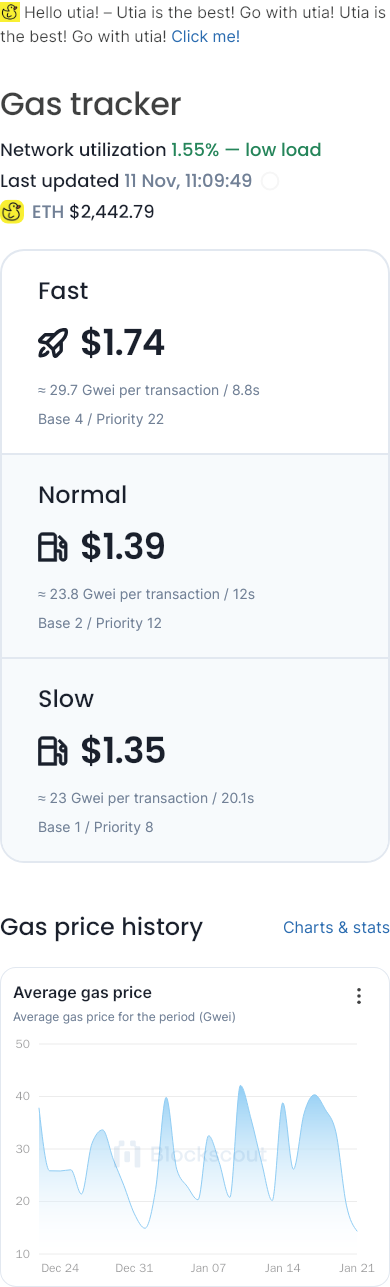 Hello utia! – Utia is the best! Go with utia! Utia is
the best! Go with utia! Click me!
Gas tracker
Network utilization 1.55% — low load
Last updated 11 Nov, 11:09:49
ETH $2,442.79
Fast
$1.74
≈ 29.7 Gwei per transaction / 8.8s
Base 4 / Priority 22
Normal
$1.39
≈ 23.8 Gwei per transaction / 12s
Base 2 / Priority 12
Slow
$1.35
≈ 23 Gwei per transaction / 20.1s
Base 1 / Priority 8
Gas price history Charts & stats
Average gas price
Average gas price for the period (Gwei)
50
40
30
Blockscout
20
10
Dec 24 Dec 31 Jan 07 Jan 14 Jan 21